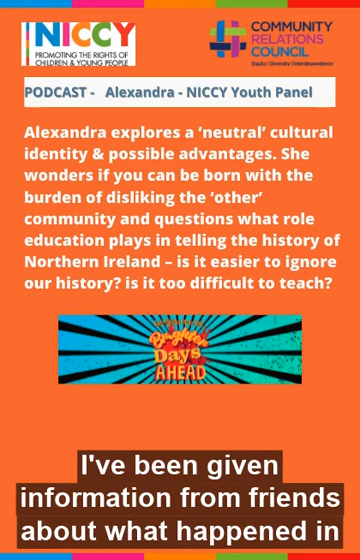 NICCY
PROMOTING THE RIGHTS OF
CHILDREN & YOUNG PEOPLE
COMMUNITY
RELATIONS
COUNCIL
Equity | Diversity | Interdependence
PODCAST - Alexandra - NICCY Youth Panel
Alexandra explores a ‘neutral’ cultural
identity & possible advantages. She
wonders if you can be born with the
burden of disliking the ‘other’
community and questions what role
education plays in telling the history of
Northern Ireland – is it easier to ignore
our history? is it too difficult to teach?
Brighter
Days
AHEAD
I've been given
information from friends
about what happened in